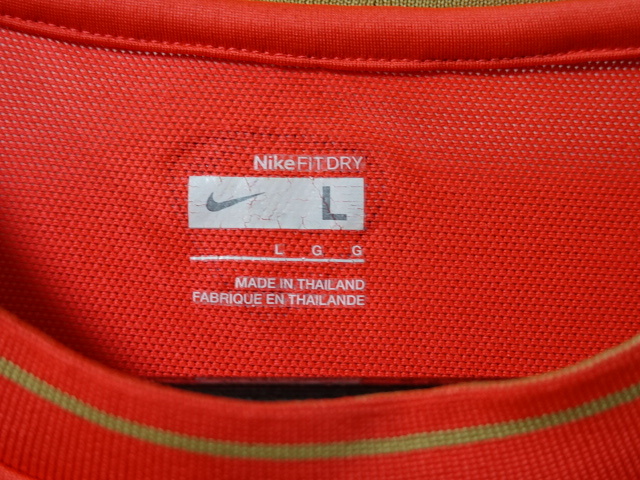 NikeFITDRY
L
L G G
MADE IN THAILAND
FABRIQUE EN THAILANDE